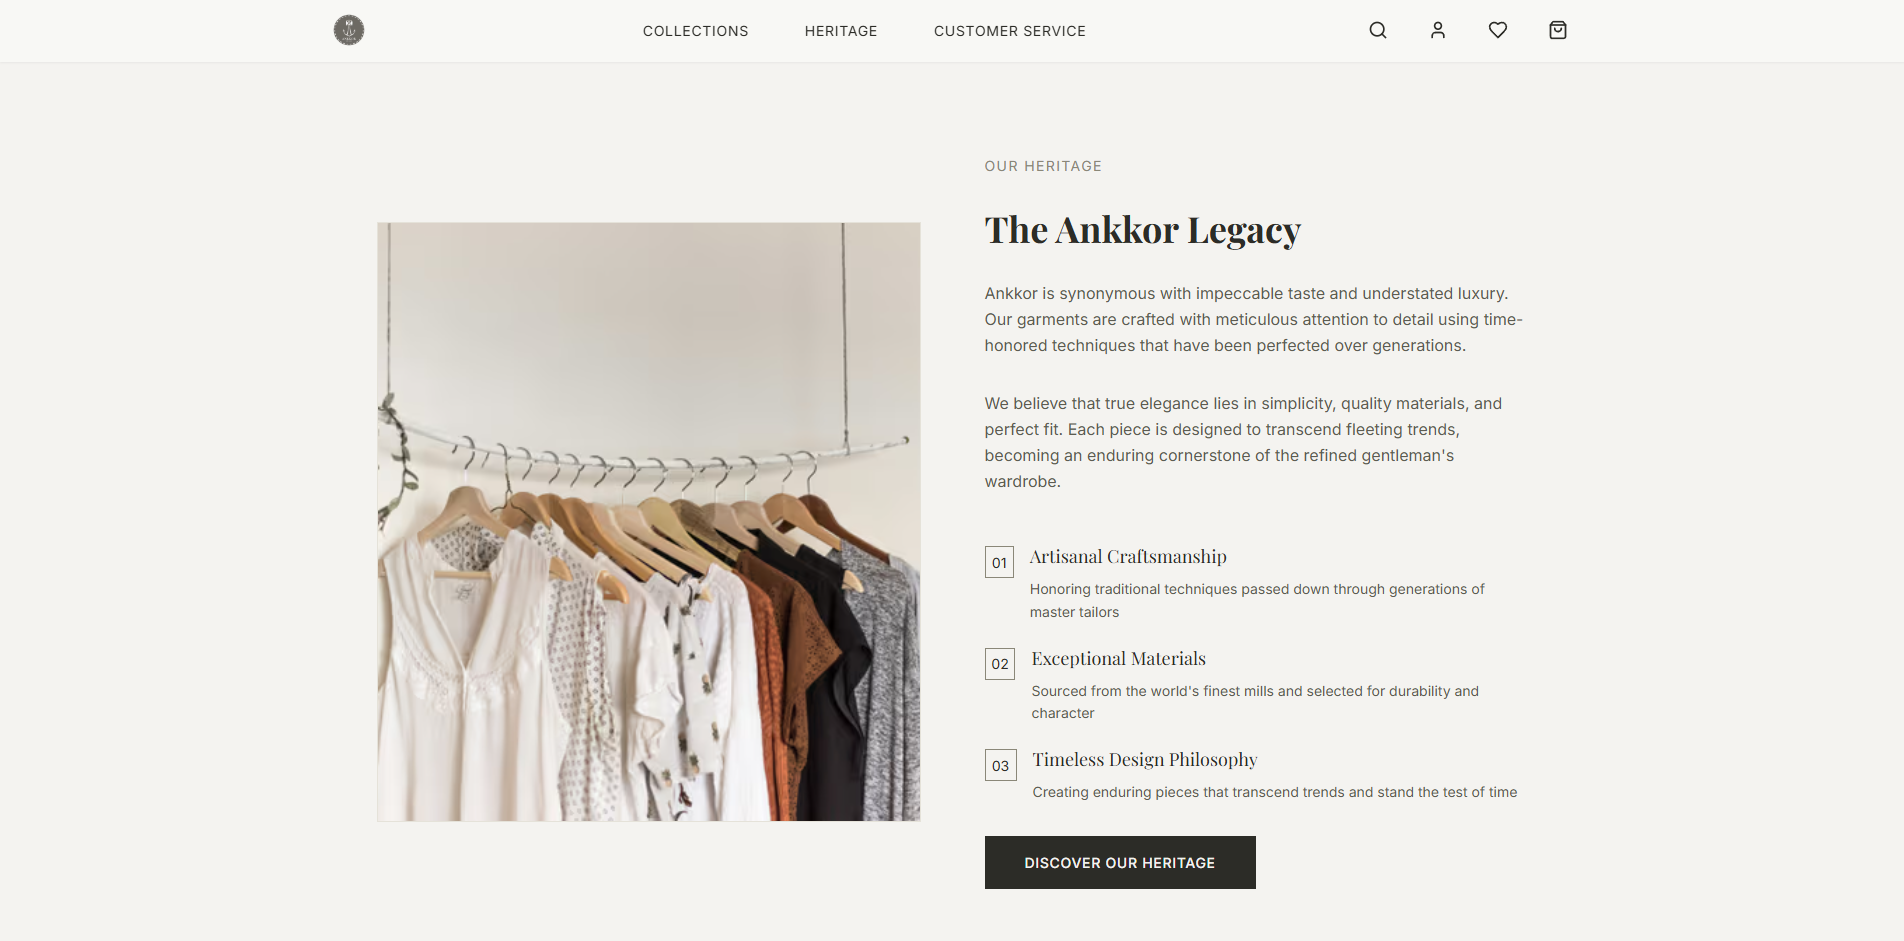 COLLECTIONS
HERITAGE
CUSTOMER SERVICE
OUR HERITAGE
The Ankkor Legacy
Ankkor is synonymous with impeccable taste and understated luxury.
Our garments are crafted with meticulous attention to detail using time-
honored techniques that have been perfected over generations.
We believe that true elegance lies in simplicity, quality materials, and
perfect fit. Each piece is designed to transcend fleeting trends,
becoming an enduring cornerstone of the refined gentleman's
wardrobe.
01
Artisanal Craftsmanship
Honoring traditional techniques passed down through generations of
master tailors
02
Exceptional Materials
Sourced from the world's finest mills and selected for durability and
character
03
Timeless Design Philosophy
Creating enduring pieces that transcend trends and stand the test of time
DISCOVER OUR HERITAGE